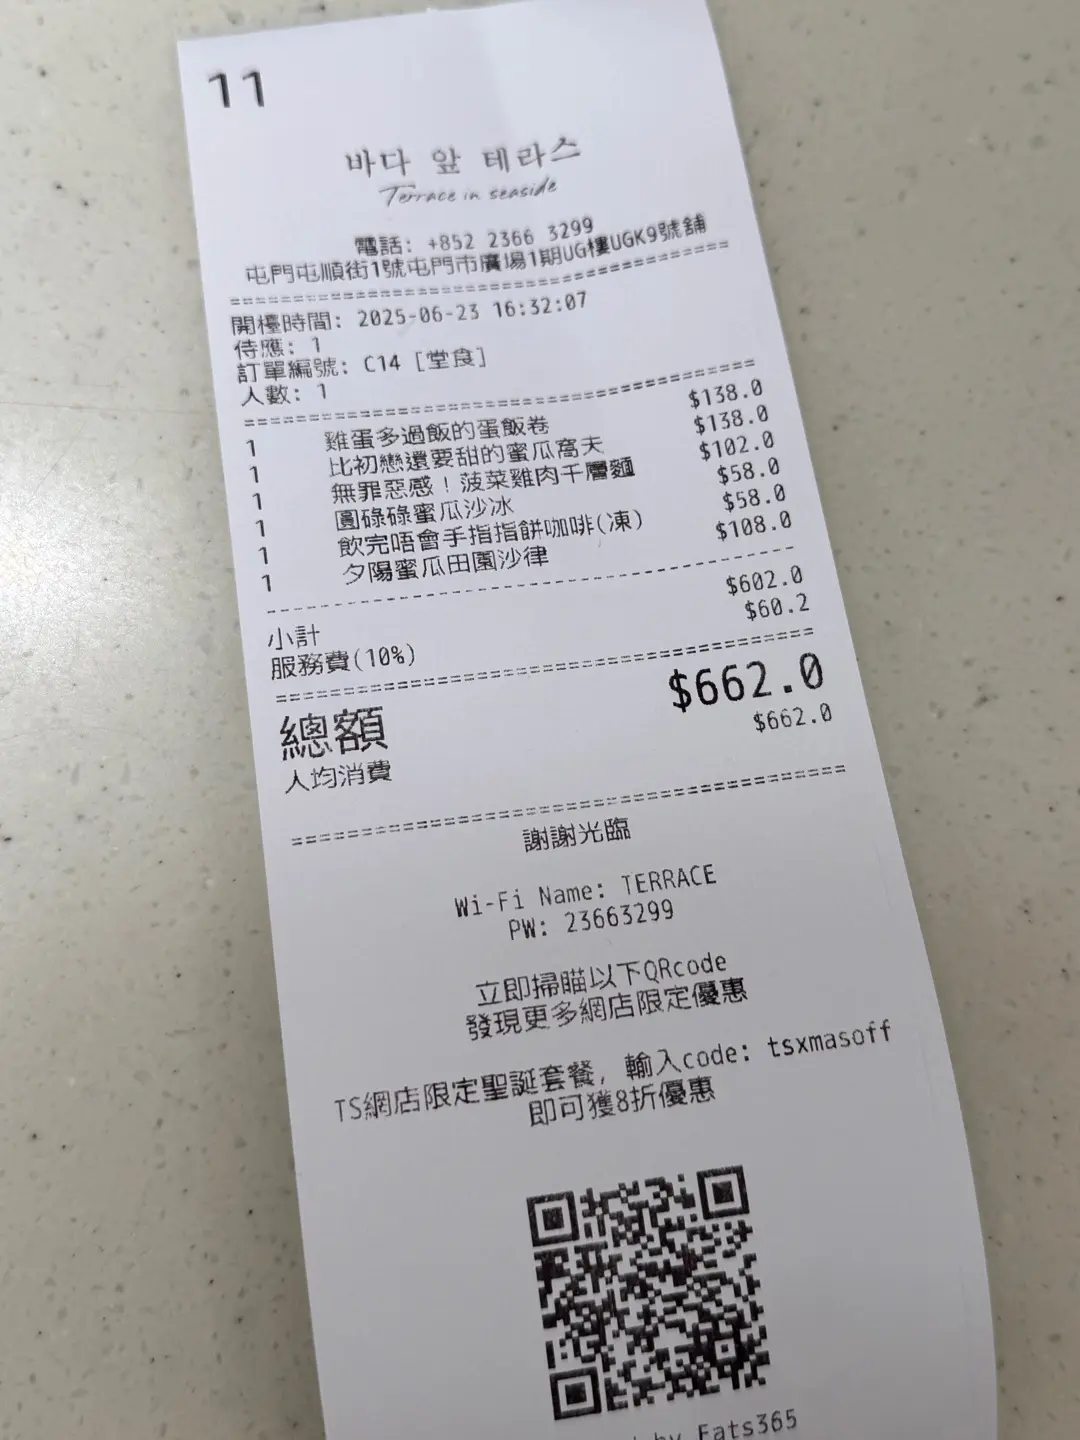 11
바다 앞 테라스
Terrace in seaside
電話: +852 2366 3299
屯門屯順街1號屯門市廣場1期UG樓UGK9號舖
開檯時間: 2025-06-23 16:32:07
侍應: 1
訂單編號: C14 [堂食]
人數: 1
1 雞蛋多過飯的蛋飯卷 $138.0
1 比初戀還要甜的蜜瓜窩夫 $138.0
1 無罪惡感！菠菜雞肉千層麵 $102.0
1 圓碌碌蜜瓜沙冰 $58.0
1 飲完唔會手指指餅咖啡(凍) $58.0
1 夕陽蜜瓜田園沙律 $108.0
小計 $602.0
服務費(10%) $60.2
總額 $662.0
人均消費 $662.0
謝謝光臨
Wi-Fi Name: TERRACE
PW: 23663299
立即掃瞄以下QRcode
發現更多網店限定優惠
TS網店限定聖誕套餐, 輸入code: tsxmasoff
即可獲8折優惠
by Eats365